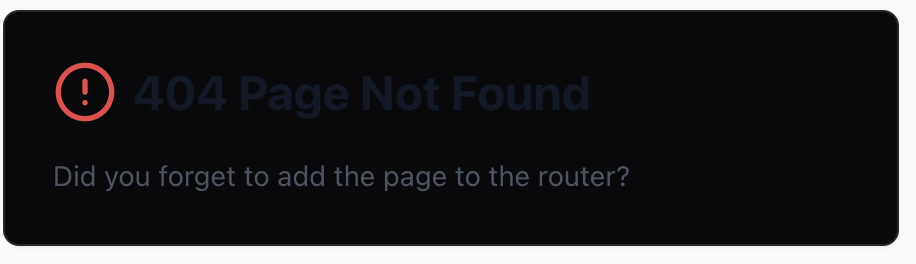 404 Page Not Found
Did you forget to add the page to the router?